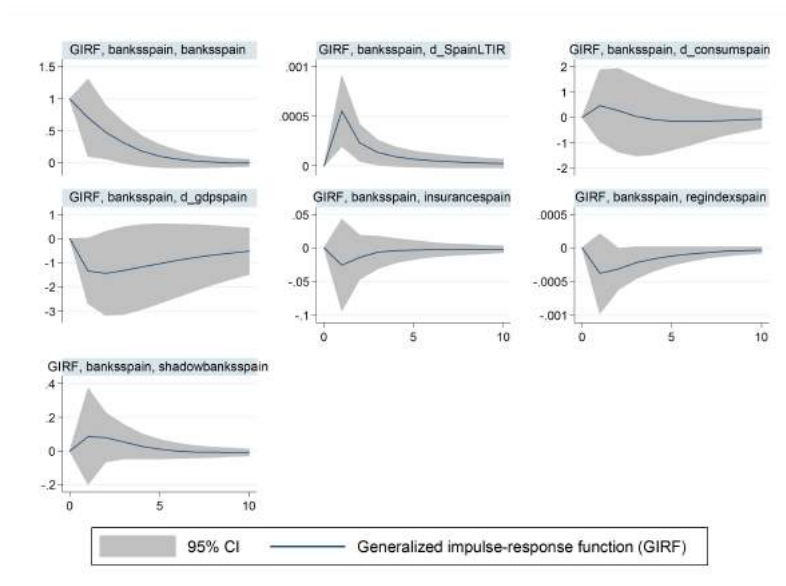 GIRF, banksspain, banksspain
GIRF, banksspain, d_SpainLTIR
GIRF, banksspain, d_consumspain
1.5
1
.5
0
.001
.0005
0
2
1
0
-1
-2
GIRF, banksspain, d_gdpspain
GIRF, banksspain, insurancespain
GIRF, banksspain, regindexspain
1
0
-1
-2
-3
.05
0
-.05
-.1
0 5 10
.0005
0
-.0005
-.001
0 5 10
GIRF, banksspain, shadowbanksspain
.4
.2
0
-.2
0 5 10
95% CI Generalized impulse-response function (GIRF)